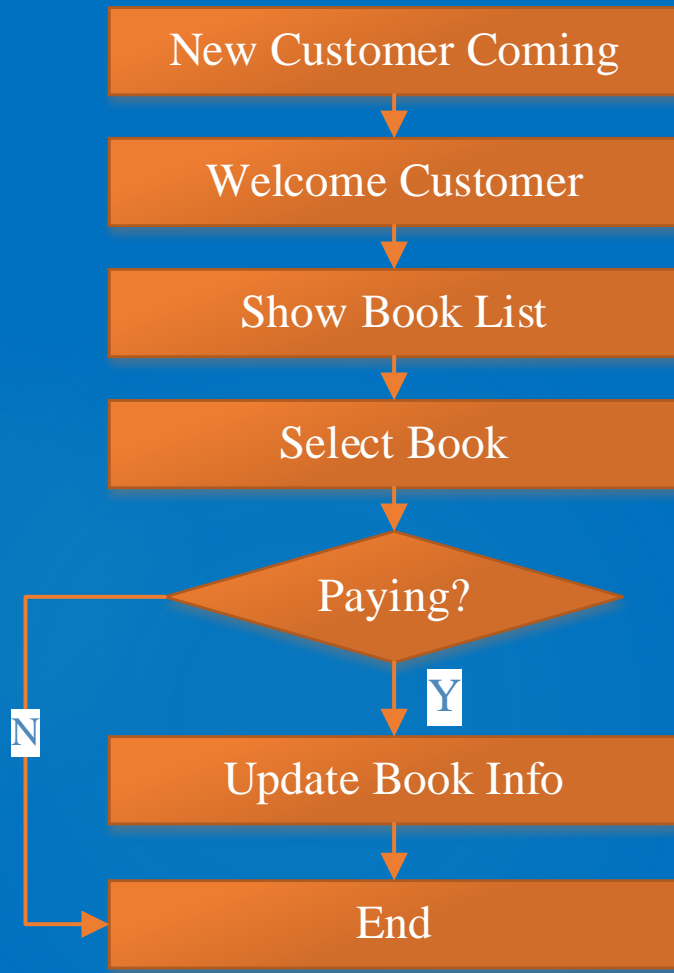 New Customer Coming
Welcome Customer
Show Book List
Select Book
Paying?
Y
N
Update Book Info
End